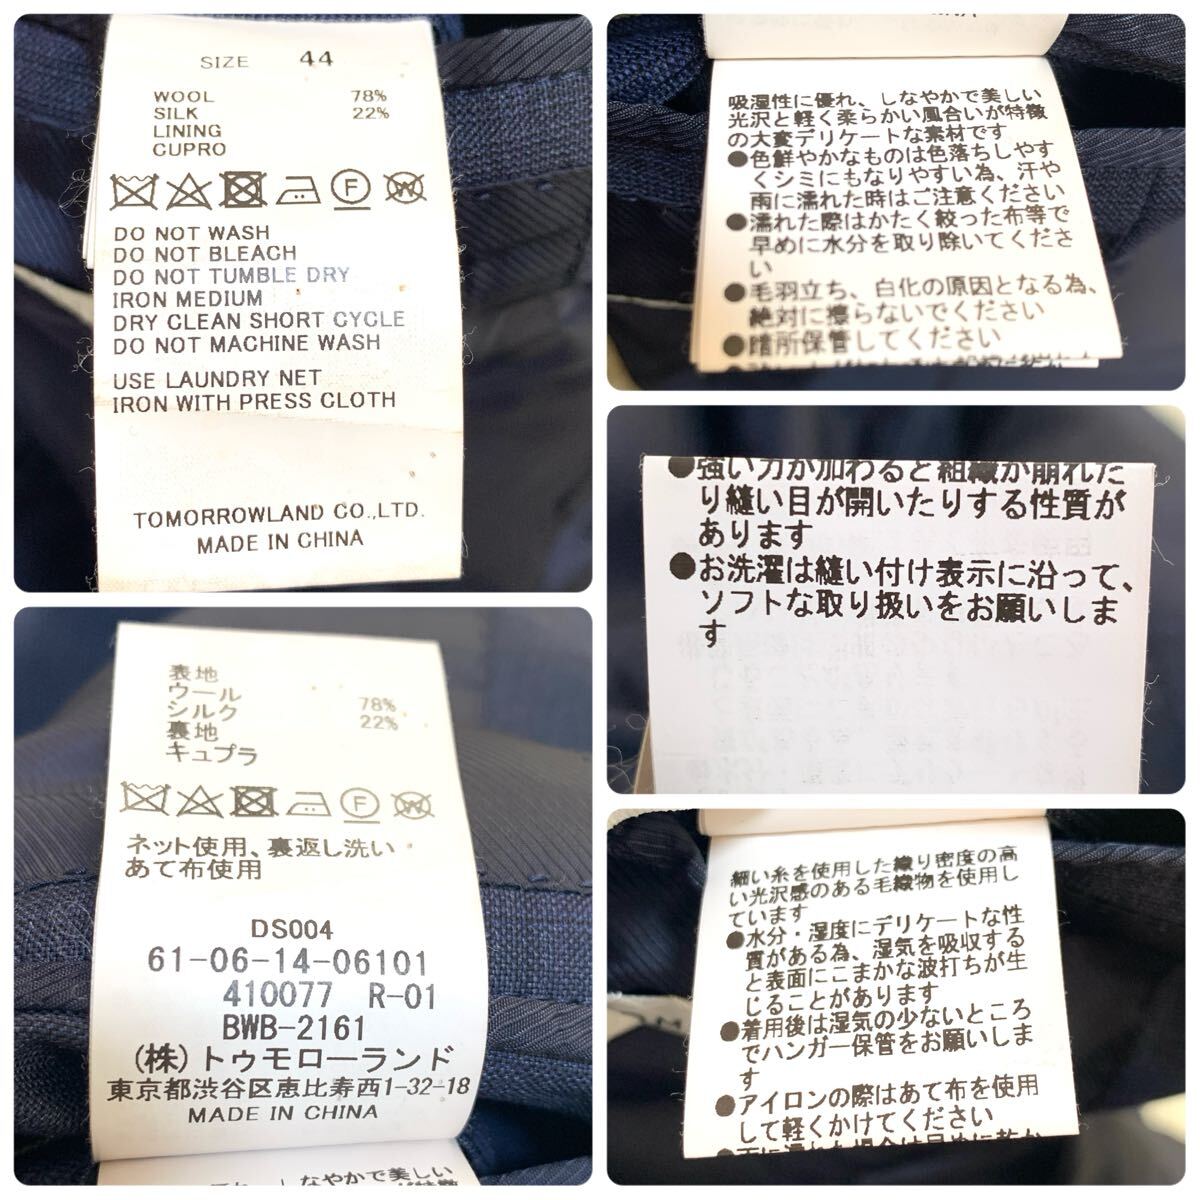 SIZE 44
WOOL 78%
SILK 22%
LINING
CUPRO
F
W
DO NOT WASH
DO NOT BLEACH
DO NOT TUMBLE DRY
IRON MEDIUM
DRY CLEAN SHORT CYCLE
DO NOT MACHINE WASH
USE LAUNDRY NET
IRON WITH PRESS CLOTH
TOMORROWLAND CO.,LTD.
MADE IN CHINA
吸湿性に優れ、しなやかで美しい
光沢と軽く柔らかい風合いが特徴
の大変デリケートな素材です
●色鮮やかなものは色落ちしやす
くシミにもなりやすい為、汗や
雨に濡れた時はご注意ください
●濡れた際はかたく絞った布等で
早めに水分を取り除いてくださ
い
●毛羽立ち、白化の原因となる為、
絶対に擦らないでください
●暗所保管してください
●強い力が加わると組織が崩れた
り縫い目が開いたりする性質が
あります
●お洗濯は縫い付け表示に沿って、
ソフトな取り扱いをお願いしま
す
表地
ウール 78%
シルク 22%
裏地
キュプラ
F
W
ネット使用、裏返し洗い
あて布使用
DS004
61-06-14-06101
410077 R-01
BWB-2161
(株)トゥモローランド
東京都渋谷区恵比寿西1-32-18
MADE IN CHINA
しなやかで美しい
細い糸を使用した織り密度の高
い光沢感のある毛織物を使用し
ています
●水分・湿度にデリケートな性
質がある為、湿気を吸収する
と表面にこまかな波打ちが生
じることがあります
●着用後は湿気の少ないところ
でハンガー保管をお願いしま
す
●アイロンの際はあて布を使用
して軽くかけてください